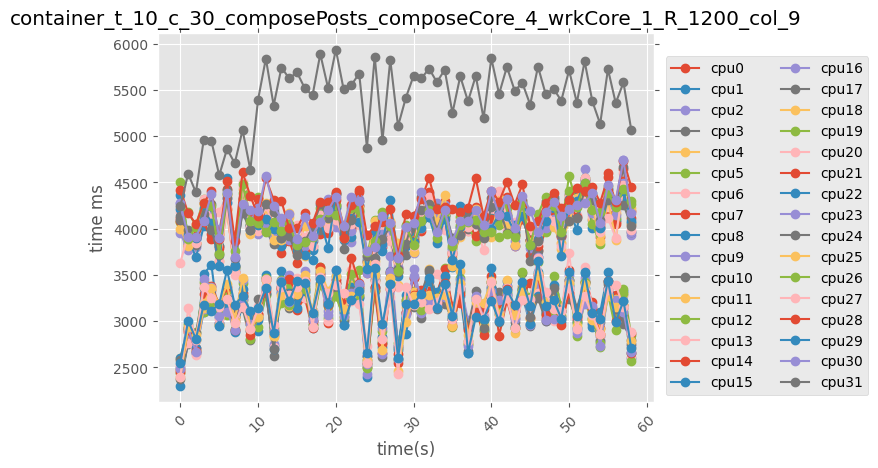 container_t_10_c_30_composePosts_composeCore_4_wrkCore_1_R_1200_col_9
time ms
6000
5500
5000
4500
4000
3500
3000
2500
0
10
20
30
40
50
60
time(s)
cpu0
cpu1
cpu2
cpu3
cpu4
cpu5
cpu6
cpu7
cpu8
cpu9
cpu10
cpu11
cpu12
cpu13
cpu14
cpu15
cpu16
cpu17
cpu18
cpu19
cpu20
cpu21
cpu22
cpu23
cpu24
cpu25
cpu26
cpu27
cpu28
cpu29
cpu30
cpu31